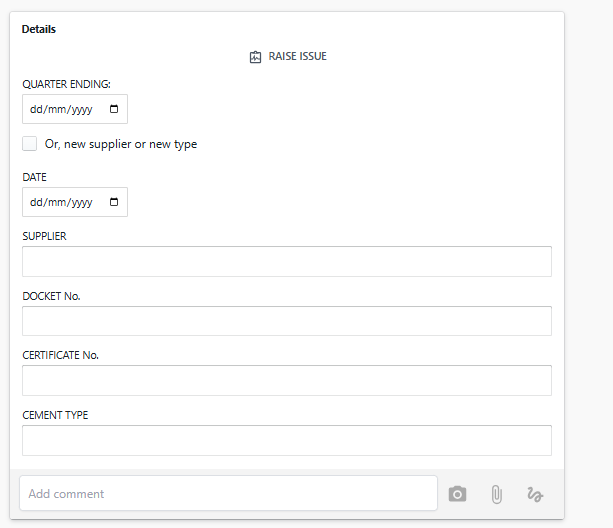 Details
RAISE ISSUE
QUARTER ENDING:
dd/mm/yyyy
Or, new supplier or new type
DATE
dd/mm/yyyy
SUPPLIER
DOCKET No.
CERTIFICATE No.
CEMENT TYPE
Add comment